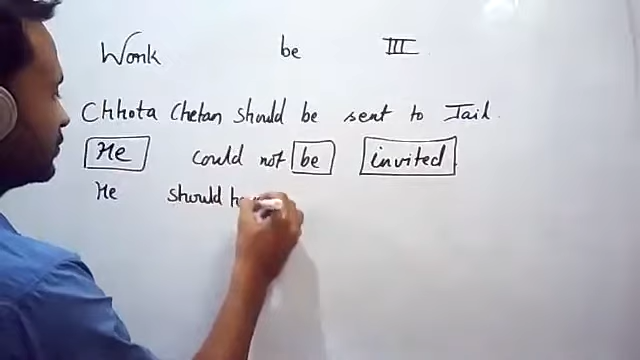 Work be III
Chhota Chetan should be sent to Jail.
He could not be invited.
He should